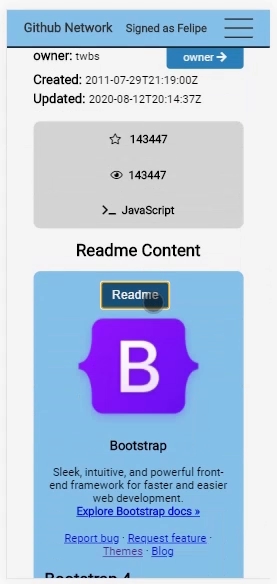 Github Network Signed as Felipe
owner: twbs owner
Created: 2011-07-29T21:19:00Z
Updated: 2020-08-12T20:14:37Z
143447
143447
JavaScript
Readme Content
Readme
B
Bootstrap
Sleek, intuitive, and powerful front-
end framework for faster and easier
web development.
Explore Bootstrap docs »
Report bug · Request feature ·
Themes · Blog
Bootstrap 4